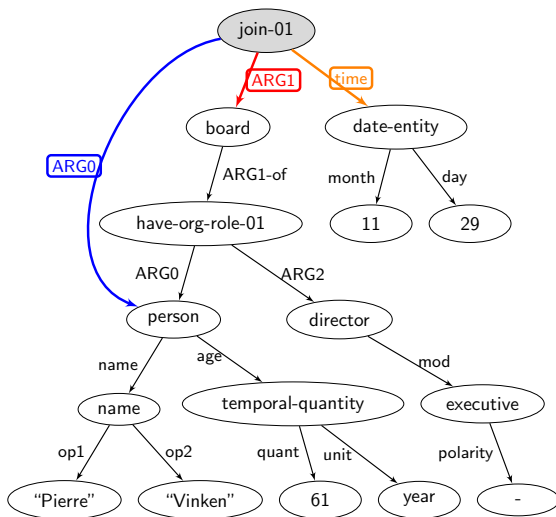 join-01
ARG1 time
board date-entity
ARG0
ARG1-of month day
have-org-role-01 11 29
ARG0 ARG2
person director
name age mod
name temporal-quantity executive
op1 op2 quant unit polarity
“Pierre” “Vinken” 61 year -